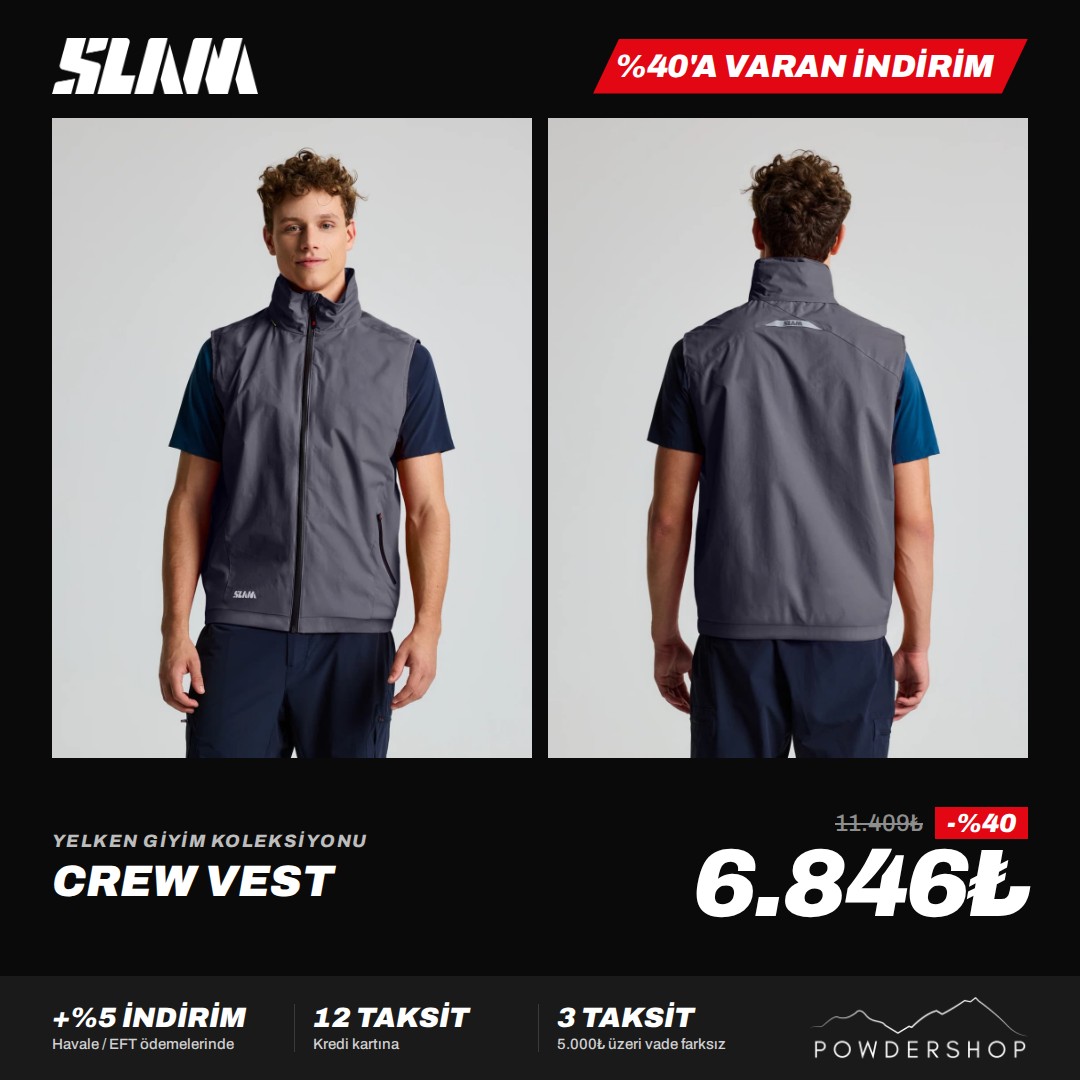 SLAM
%40'A VARAN İNDİRİM
SLAM
SLAM
YELKEN GİYİM KOLEKSİYONU
CREW VEST
11.409₺
-%40
6.846₺
+%5 İNDİRİM
Havale / EFT ödemelerinde
12 TAKSİT
Kredi kartına
3 TAKSİT
5.000₺ üzeri vade farksız
POWDERSHOP